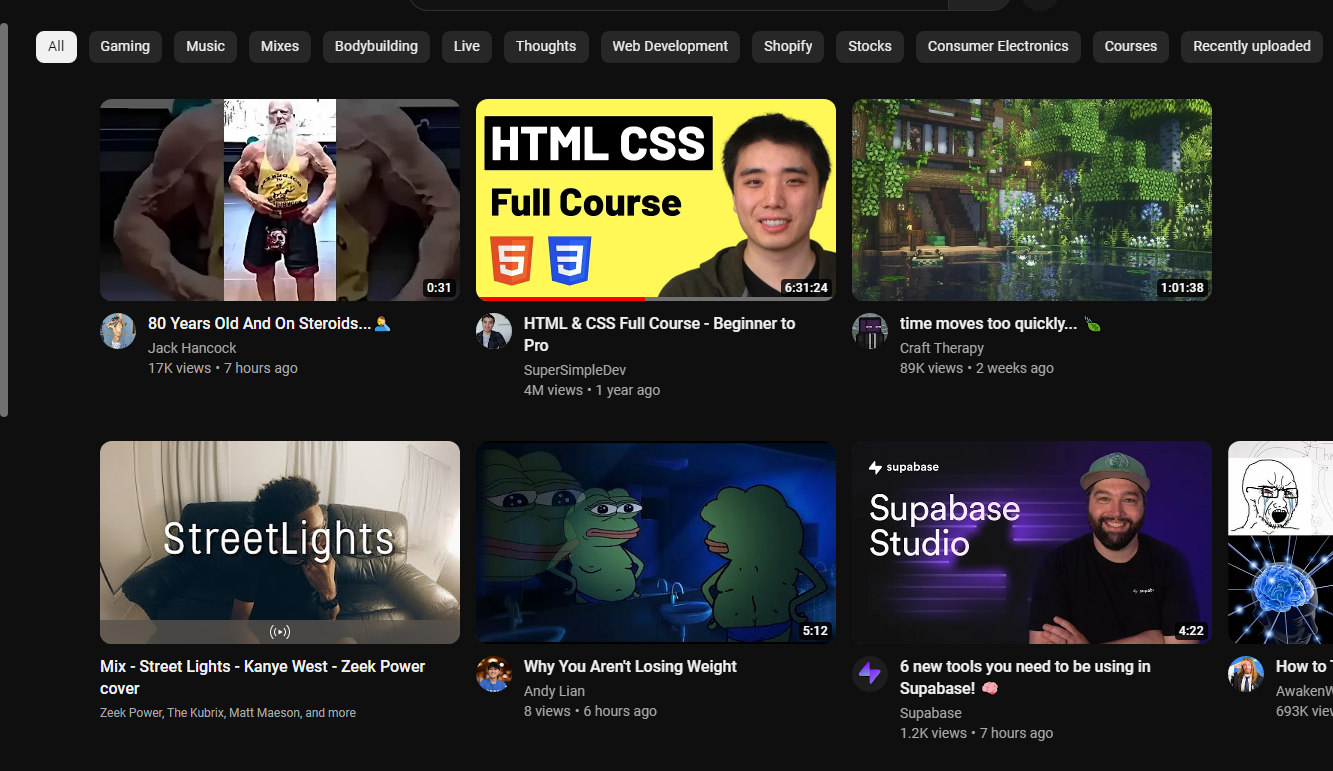 All Gaming Music Mixes Bodybuilding Live Thoughts Web Development Shopify Stocks Consumer Electronics Courses Recently uploaded
0:31
80 Years Old And On Steroids...🤦‍♂️
Jack Hancock
17K views • 7 hours ago
HTML CSS
Full Course
5 3
6:31:24
HTML & CSS Full Course - Beginner to
Pro
SuperSimpleDev
4M views • 1 year ago
1:01:38
time moves too quickly... 🍃
Craft Therapy
89K views • 2 weeks ago
StreetLights
Mix - Street Lights - Kanye West - Zeek Power
cover
Zeek Power, The Kubrix, Matt Maeson, and more
5:12
Why You Aren't Losing Weight
Andy Lian
8 views • 6 hours ago
supabase
Supabase
Studio
4:22
6 new tools you need to be using in
Supabase! 🧠
Supabase
1.2K views • 7 hours ago
How to
AwakenW
693K view